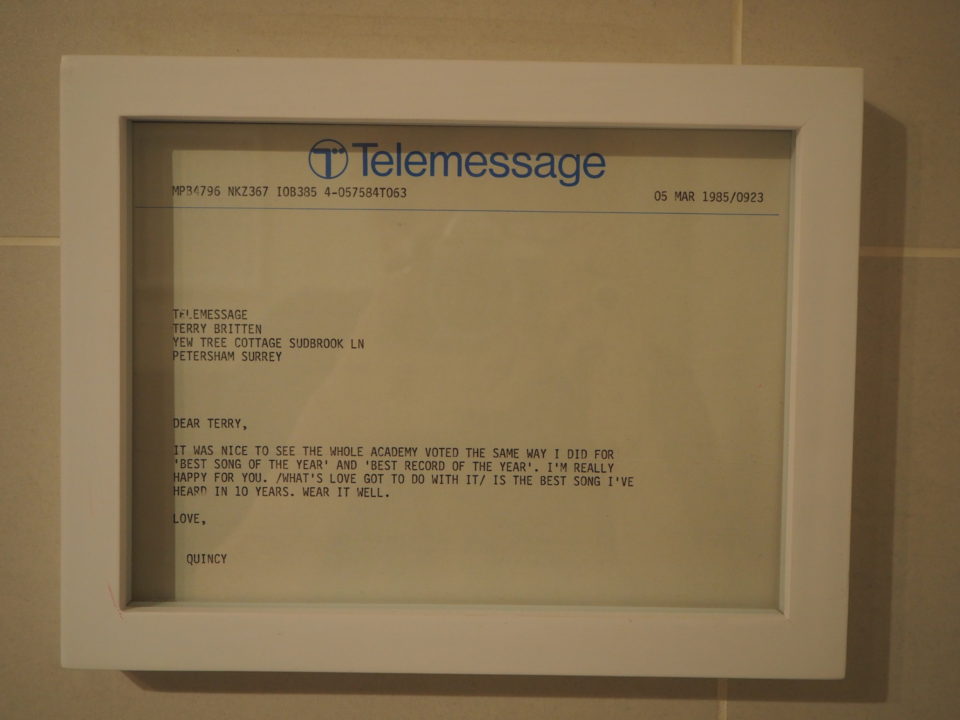 Telemessage
MPB4796 NKZ367 IOB385 4-057584T063 05 MAR 1985/0923
TELEMESSAGE
TERRY BRITTEN
YEW TREE COTTAGE SUDBROOK LN
PETERSHAM SURREY
DEAR TERRY,
IT WAS NICE TO SEE THE WHOLE ACADEMY VOTED THE SAME WAY I DID FOR
'BEST SONG OF THE YEAR' AND 'BEST RECORD OF THE YEAR'. I'M REALLY
HAPPY FOR YOU. /WHAT'S LOVE GOT TO DO WITH IT/ IS THE BEST SONG I'VE
HEARD IN 10 YEARS. WEAR IT WELL.
LOVE,
QUINCY